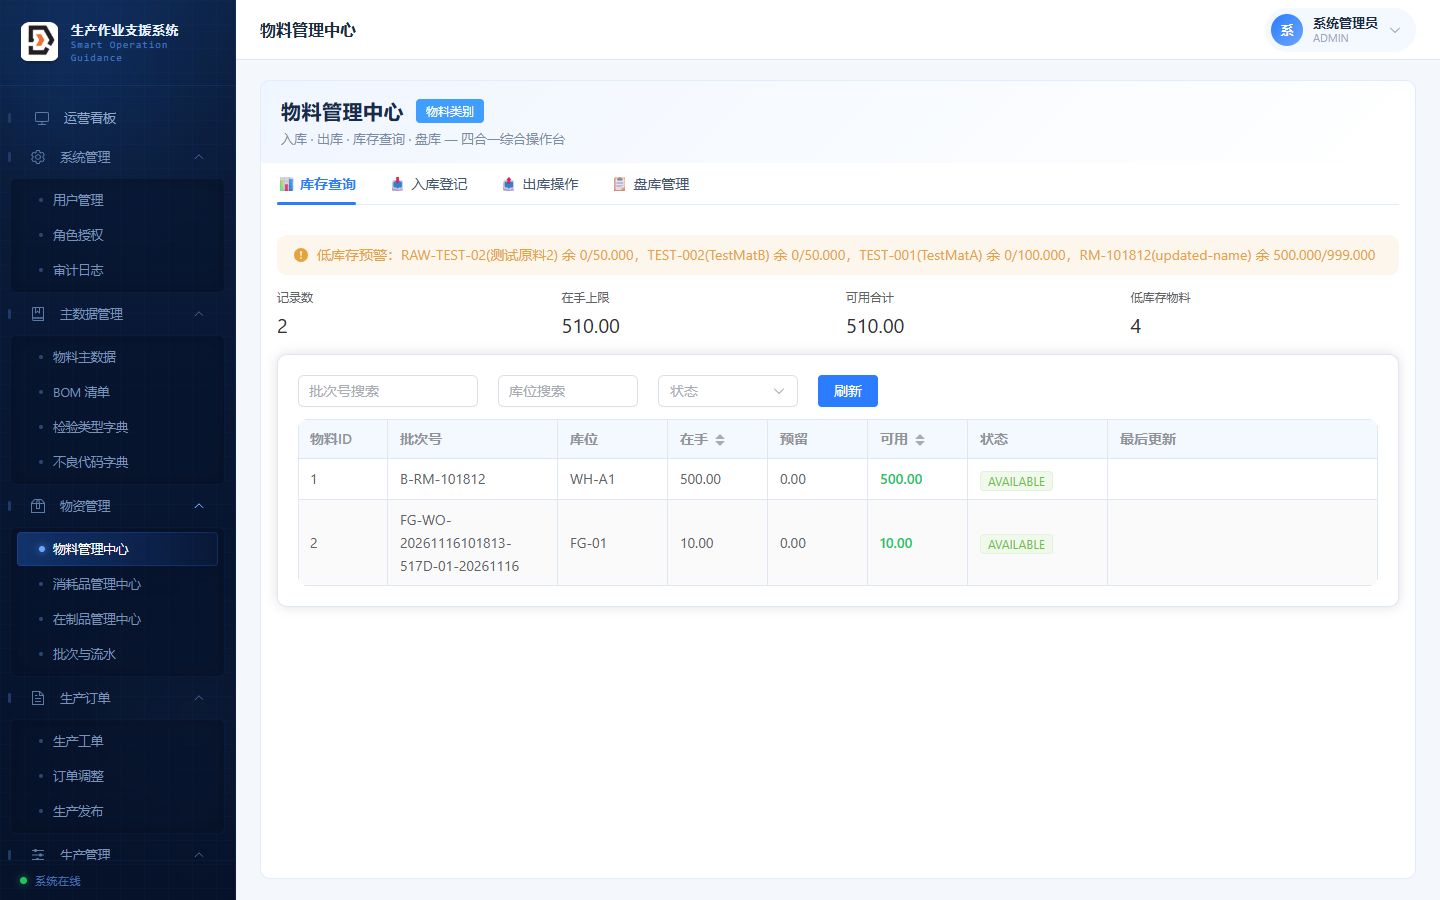 生产作业支援系统
Smart Operation
Guidance
运营看板
系统管理
用户管理
角色授权
审计日志
主数据管理
物料主数据
BOM 清单
检验类型字典
不良代码字典
物资管理
物料管理中心
消耗品管理中心
在制品管理中心
批次与流水
生产订单
生产工单
订单调整
生产发布
生产管理
系统在线
物料管理中心
系
系统管理员
ADMIN
物料管理中心 物料类别
入库 · 出库 · 库存查询 · 盘库 — 四合一综合操作台
库存查询 入库登记 出库操作 盘库管理
低库存预警：RAW-TEST-02(测试原料2) 余 0/50.000，TEST-002(TestMatB) 余 0/50.000，TEST-001(TestMatA) 余 0/100.000，RM-101812(updated-name) 余 500.000/999.000
记录数 在手上限 可用合计 低库存物料
2 510.00 510.00 4
批次号搜索 库位搜索 状态 刷新
物料ID 批次号 库位 在手 预留 可用 状态 最后更新
1 B-RM-101812 WH-A1 500.00 0.00 500.00 AVAILABLE
2 FG-WO-20261116101813-517D-01-20261116 FG-01 10.00 0.00 10.00 AVAILABLE